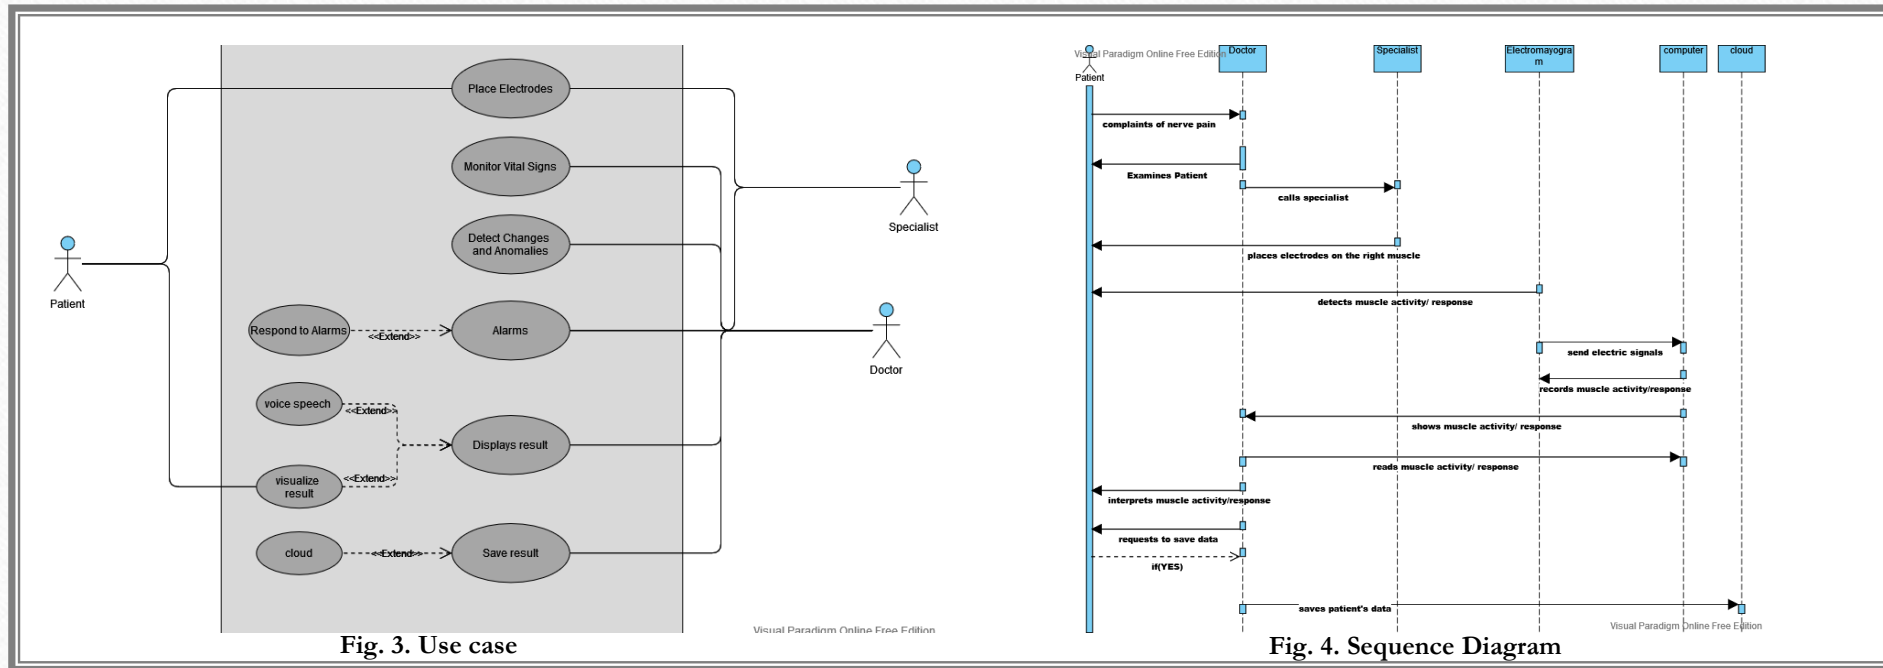 Place Electrodes
Monitor Vital Signs
Specialist
Detect Changes
and Anomalies
Patient
Respond to Alarms
<<Extend>>
Alarms
Doctor
voice speech
<<Extend>>
Displays result
visualize
result
<<Extend>>
cloud
<<Extend>>
Save result
Visual Paradigm Online Free Edition
Fig. 3. Use case
Visual Paradigm Online Free Edition
Patient
Doctor
Specialist
Electromayogra
m
computer
cloud
complaints of nerve pain
Examines Patient
calls specialist
places electrodes on the right muscle
detects muscle activity/ response
send electric signals
records muscle activity/response
shows muscle activity/ response
reads muscle activity/ response
interprets muscle activity/response
requests to save data
if(YES)
saves patient's data
Visual Paradigm Online Free Edition
Fig. 4. Sequence Diagram